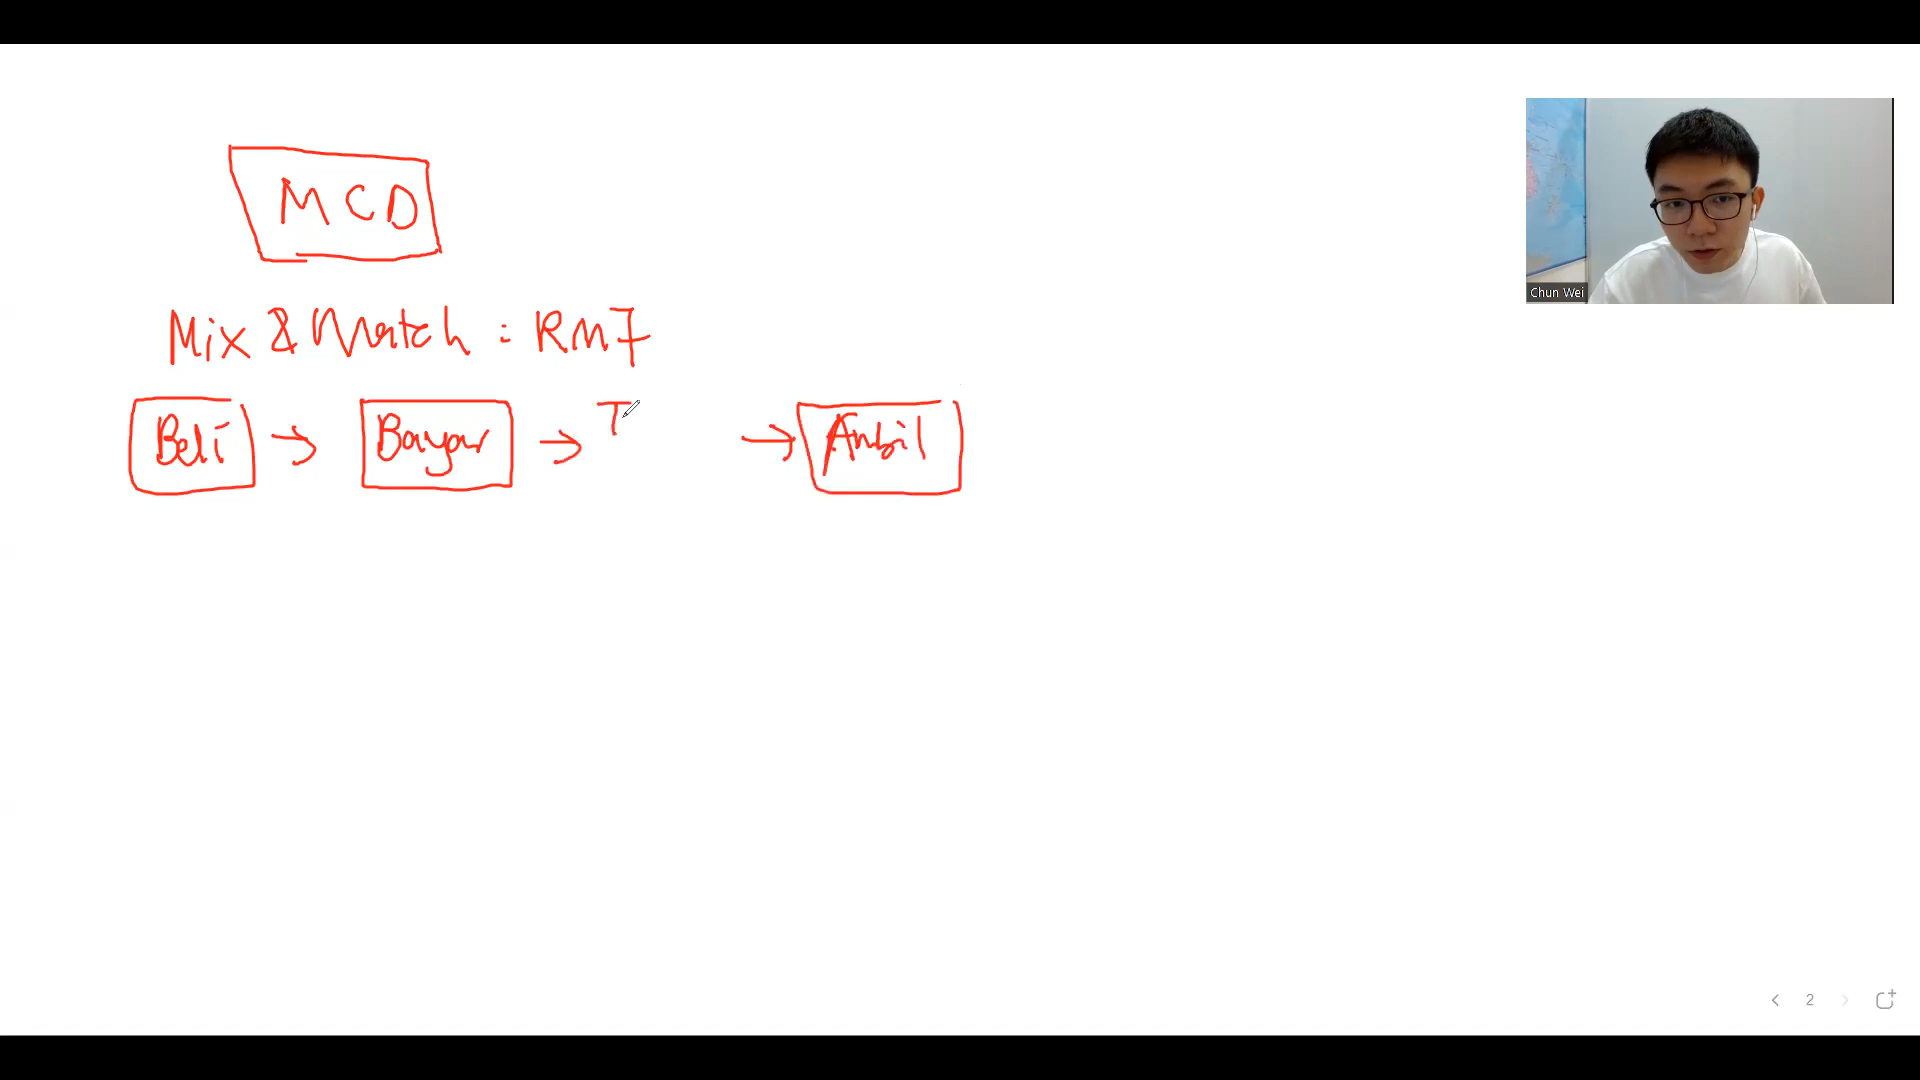 MCD
Mix & Match : RM7
Beli → Bayar → T → Ambil
Chun Wei
2